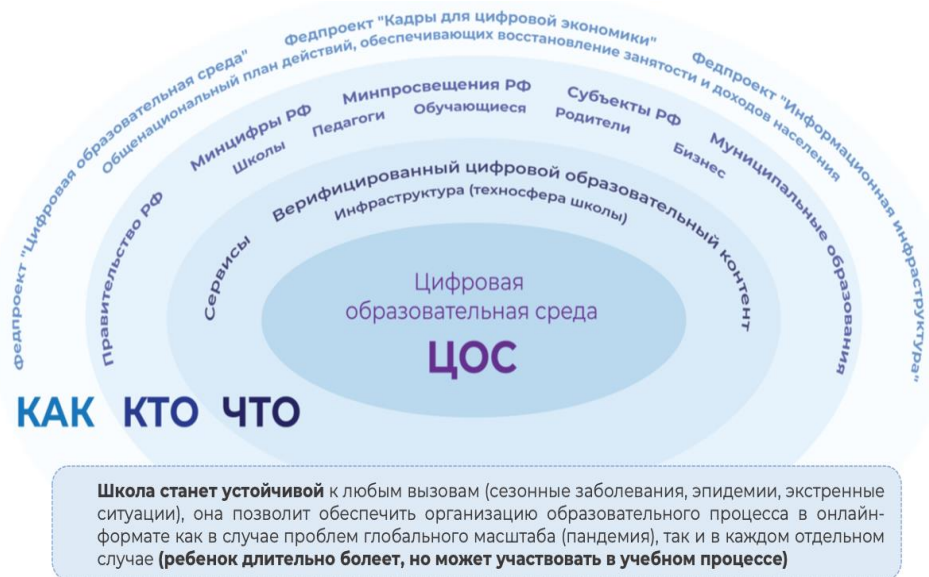 Федпроект "Цифровая образовательная среда"
Федпроект "Кадры для цифровой экономики"
Федпроект "Информационная инфраструктура"
Общенациональный план действий, обеспечивающих восстановление занятости и доходов населения
Правительство РФ
Минцифры РФ
Минпросвещения РФ
Субъекты РФ
Муниципальные образования
Школы
Педагоги
Обучающиеся
Родители
Бизнес
Сервисы
Верифицированный цифровой образовательный контент
Инфраструктура (техносфера школы)
Цифровая
образовательная среда
ЦОС
КАК КТО ЧТО
Школа станет устойчивой к любым вызовам (сезонные заболевания, эпидемии, экстренные
ситуации), она позволит обеспечить организацию образовательного процесса в онлайн-
формате как в случае проблем глобального масштаба (пандемия), так и в каждом отдельном
случае (ребенок длительно болеет, но может участвовать в учебном процессе)